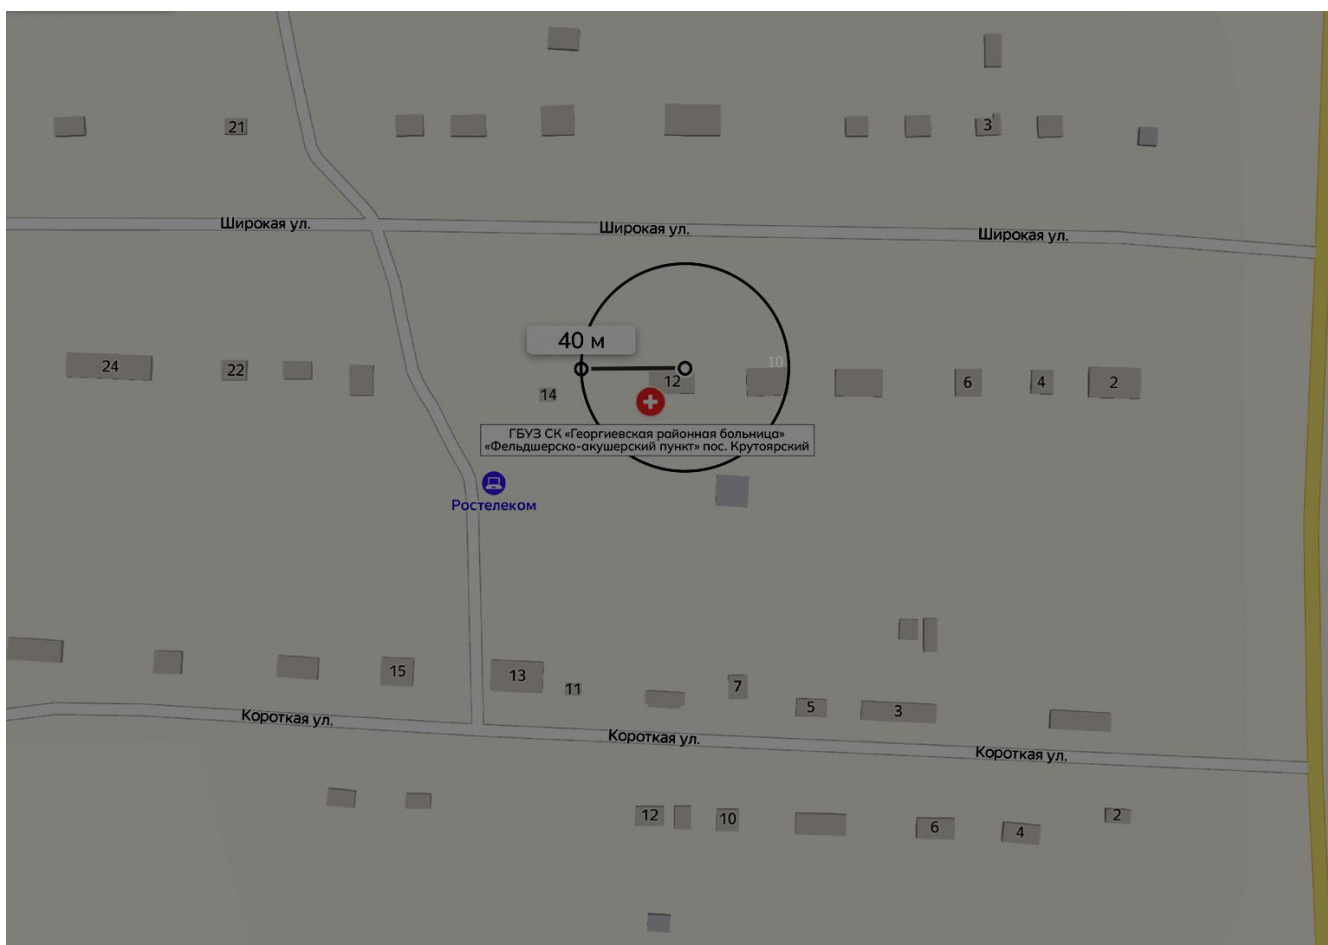 21
3
Широкая ул.
Широкая ул.
Широкая ул.
40 м
24
22
14
12
10
6
4
2
ГБУЗ СК «Георгиевская районная больница»
«Фельдшерско-акушерский пункт» пос. Крутоярский
Ростелеком
15
13
11
7
5
3
Короткая ул.
Короткая ул.
Короткая ул.
12
10
6
4
2